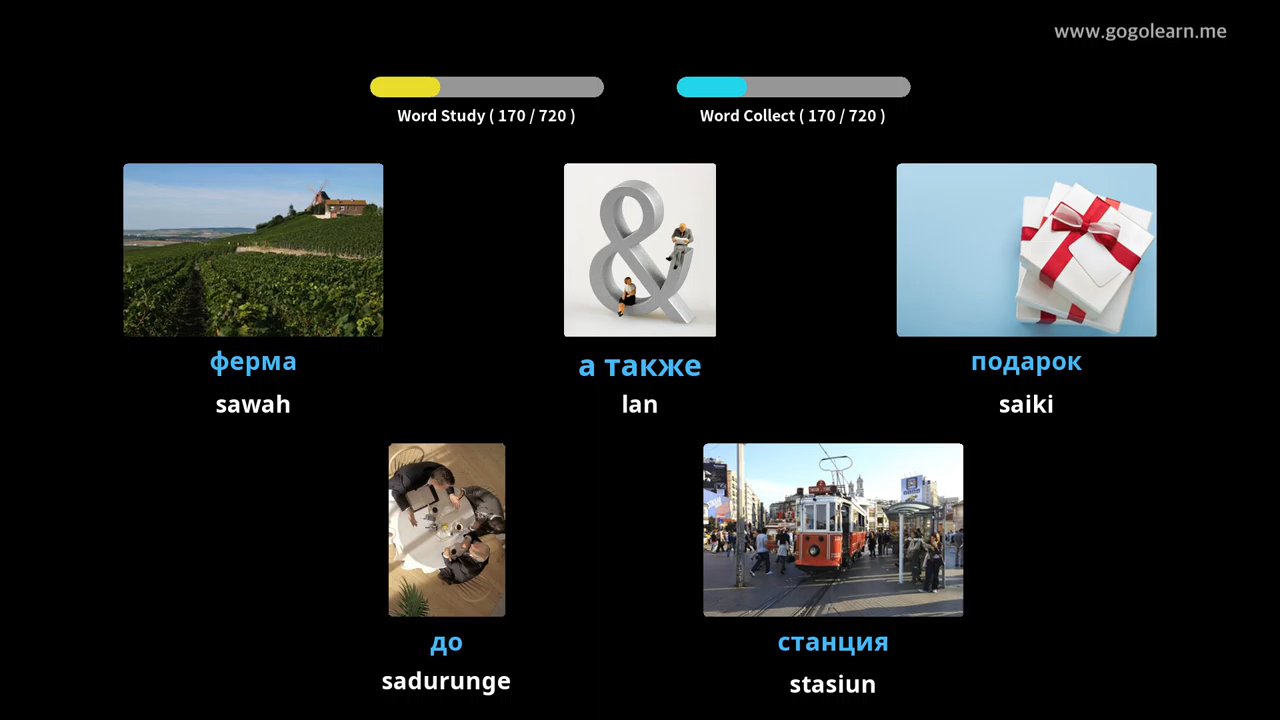 www.gogolearn.me
Word Study ( 170 / 720 )
Word Collect ( 170 / 720 )
ферма
sawah
а также
lan
подарок
saiki
до
sadurunge
станция
stasiun